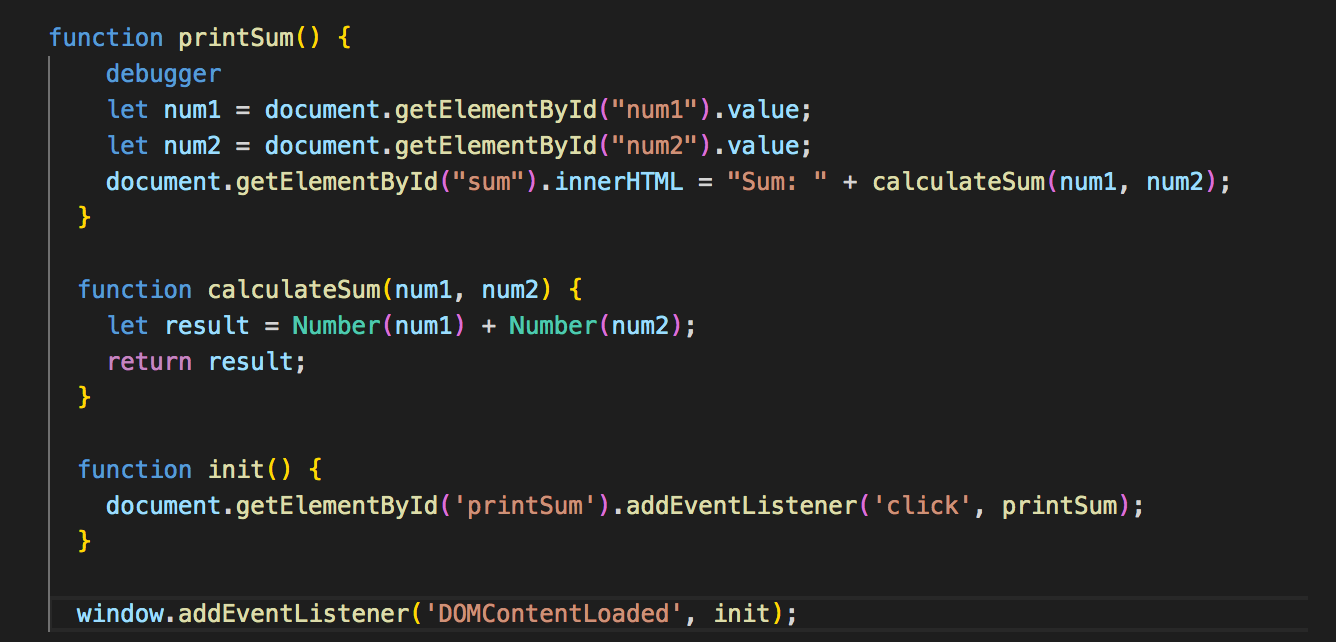 function printSum() {
debugger
let num1 = document.getElementById("num1").value;
let num2 = document.getElementById("num2").value;
document.getElementById("sum").innerHTML = "Sum: " + calculateSum(num1, num2);
}
function calculateSum(num1, num2) {
let result = Number(num1) + Number(num2);
return result;
}
function init() {
document.getElementById('printSum').addEventListener('click', printSum);
}
window.addEventListener('DOMContentLoaded', init);